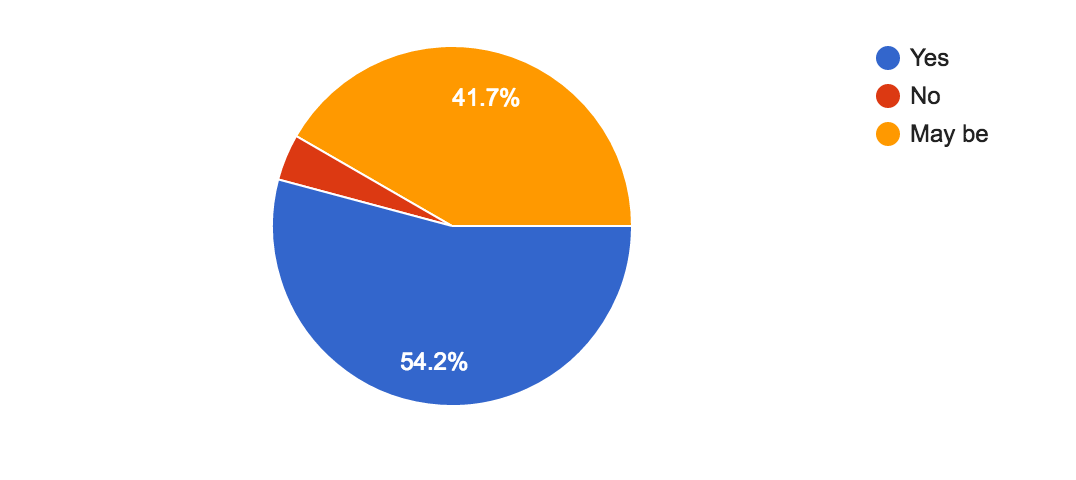 41.7%
54.2%
Yes
No
May be